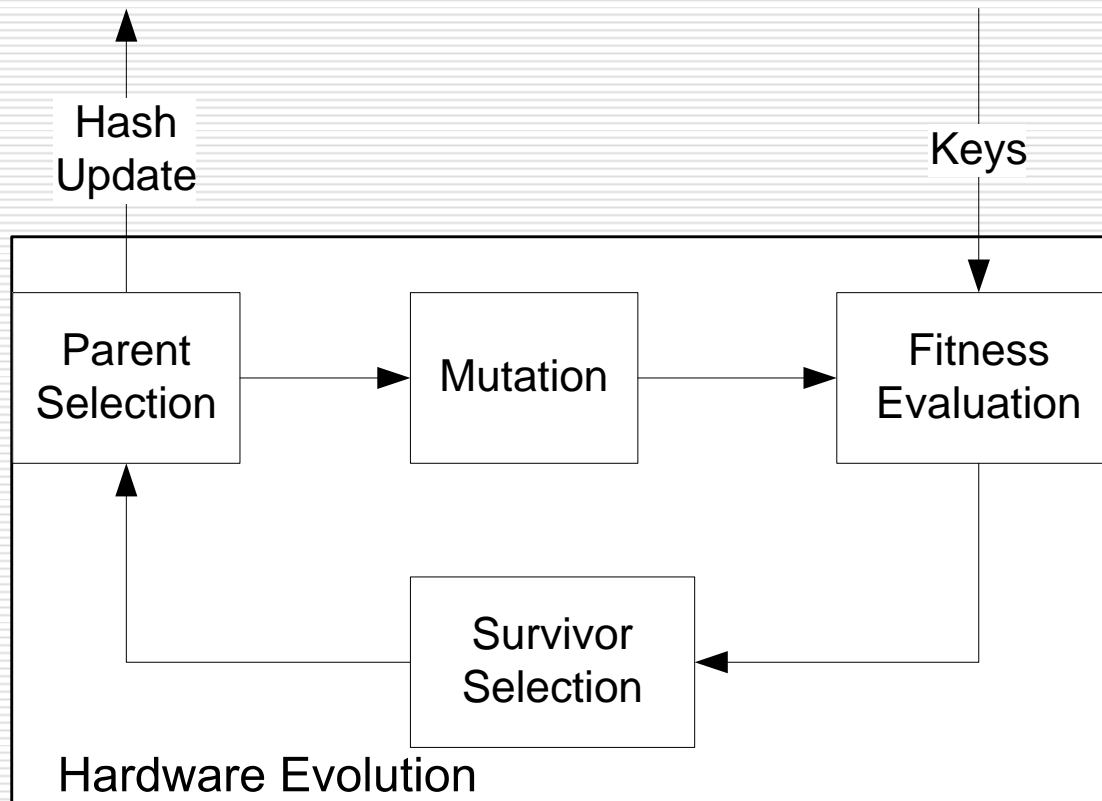 Hash
Update
Keys
Parent
Selection
Mutation
Fitness
Evaluation
Survivor
Selection
Hardware Evolution